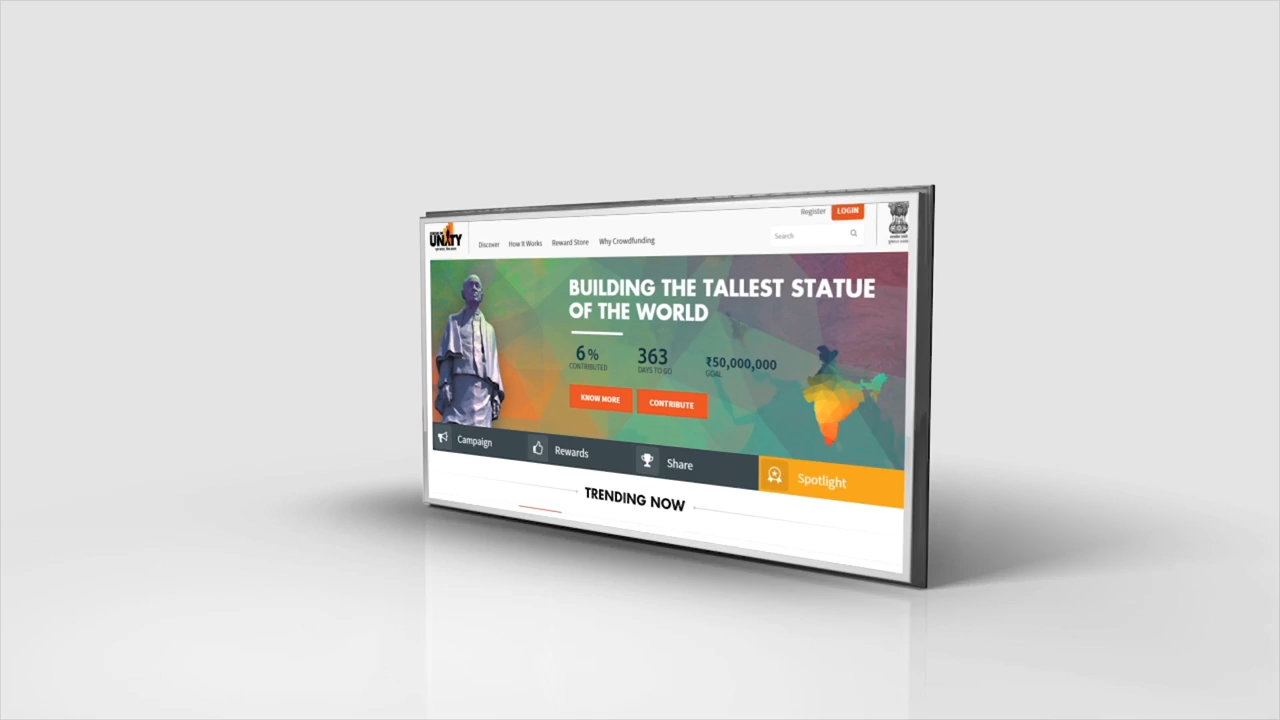 UNITY
Discover
How It Works
Reward Store
Why Crowdfunding
Register
LOGIN
Search
BUILDING THE TALLEST STATUE
OF THE WORLD
6 %
CONTRIBUTED
363
DAYS TO GO
₹50,000,000
GOAL
KNOW MORE
CONTRIBUTE
Campaign
Rewards
Share
Spotlight
TRENDING NOW